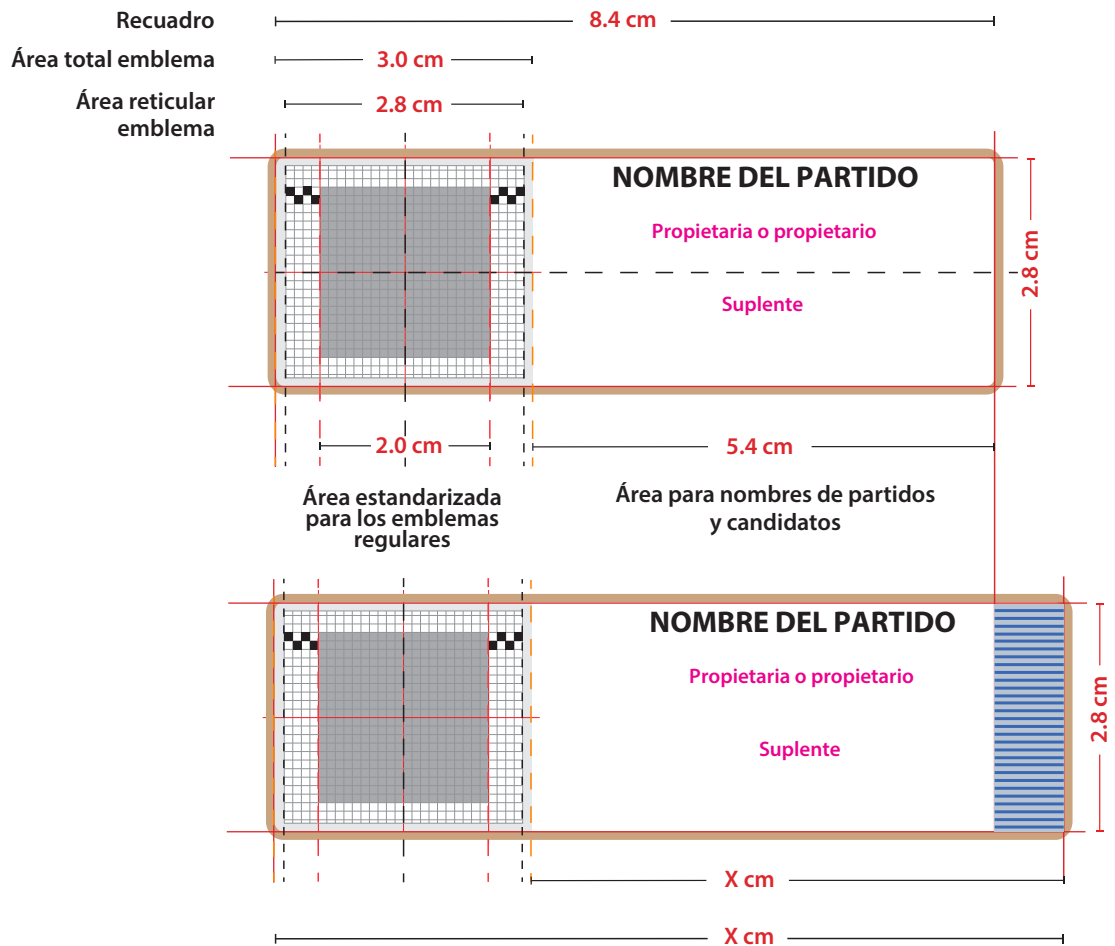 Recuadro
8.4 cm
Área total emblema
3.0 cm
Área reticular
emblema
2.8 cm
NOMBRE DEL PARTIDO
Propietaria o propietario
Suplente
2.8 cm
2.0 cm
5.4 cm
Área estandarizada
para los emblemas
regulares
Área para nombres de partidos
y candidatos
NOMBRE DEL PARTIDO
Propietaria o propietario
Suplente
2.8 cm
X cm
X cm